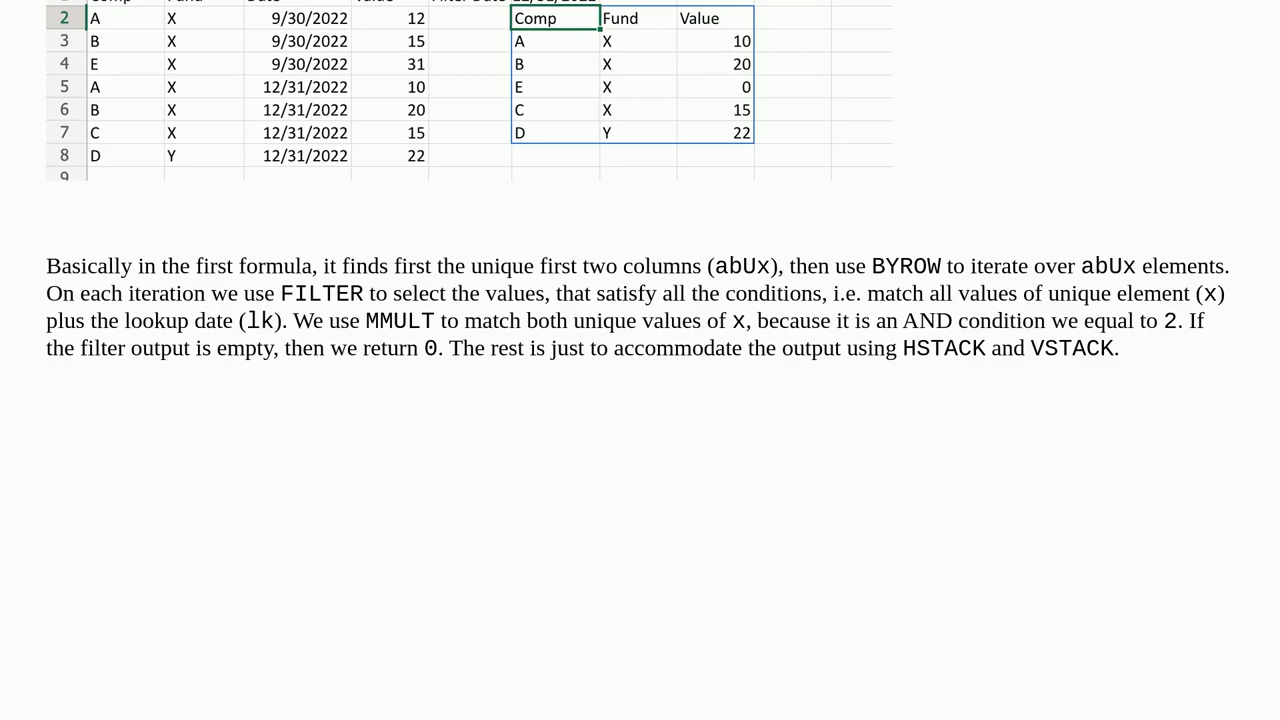 2 A X 9/30/2022 12 Comp Fund Value
3 B X 9/30/2022 15 A X 10
4 E X 9/30/2022 31 B X 20
5 A X 12/31/2022 10 E X 0
6 B X 12/31/2022 20 C X 15
7 C X 12/31/2022 15 D Y 22
8 D Y 12/31/2022 22
9
Basically in the first formula, it finds first the unique first two columns (abUx), then use BYROW to iterate over abUx elements.
On each iteration we use FILTER to select the values, that satisfy all the conditions, i.e. match all values of unique element (x)
plus the lookup date (lk). We use MMULT to match both unique values of x, because it is an AND condition we equal to 2. If
the filter output is empty, then we return 0. The rest is just to accommodate the output using HSTACK and VSTACK.